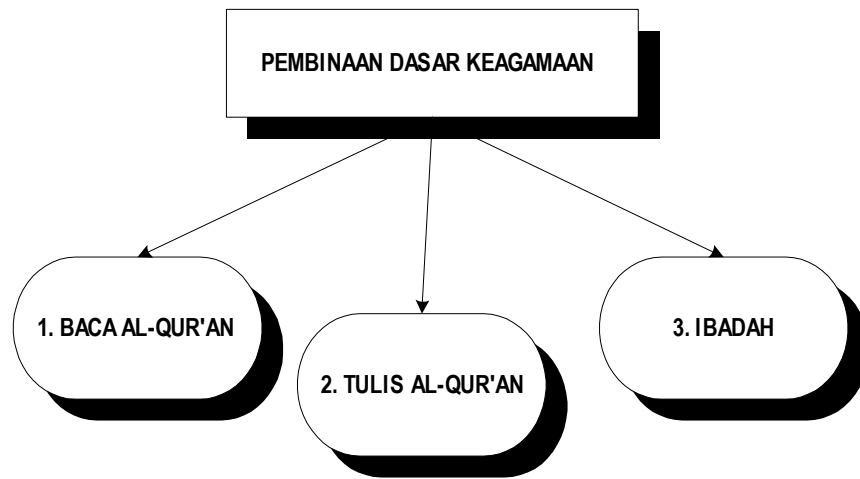 PEMBINAAN DASAR KEAGAMAAN
1. BACA AL-QUR'AN
2. TULIS AL-QUR'AN
3. IBADAH